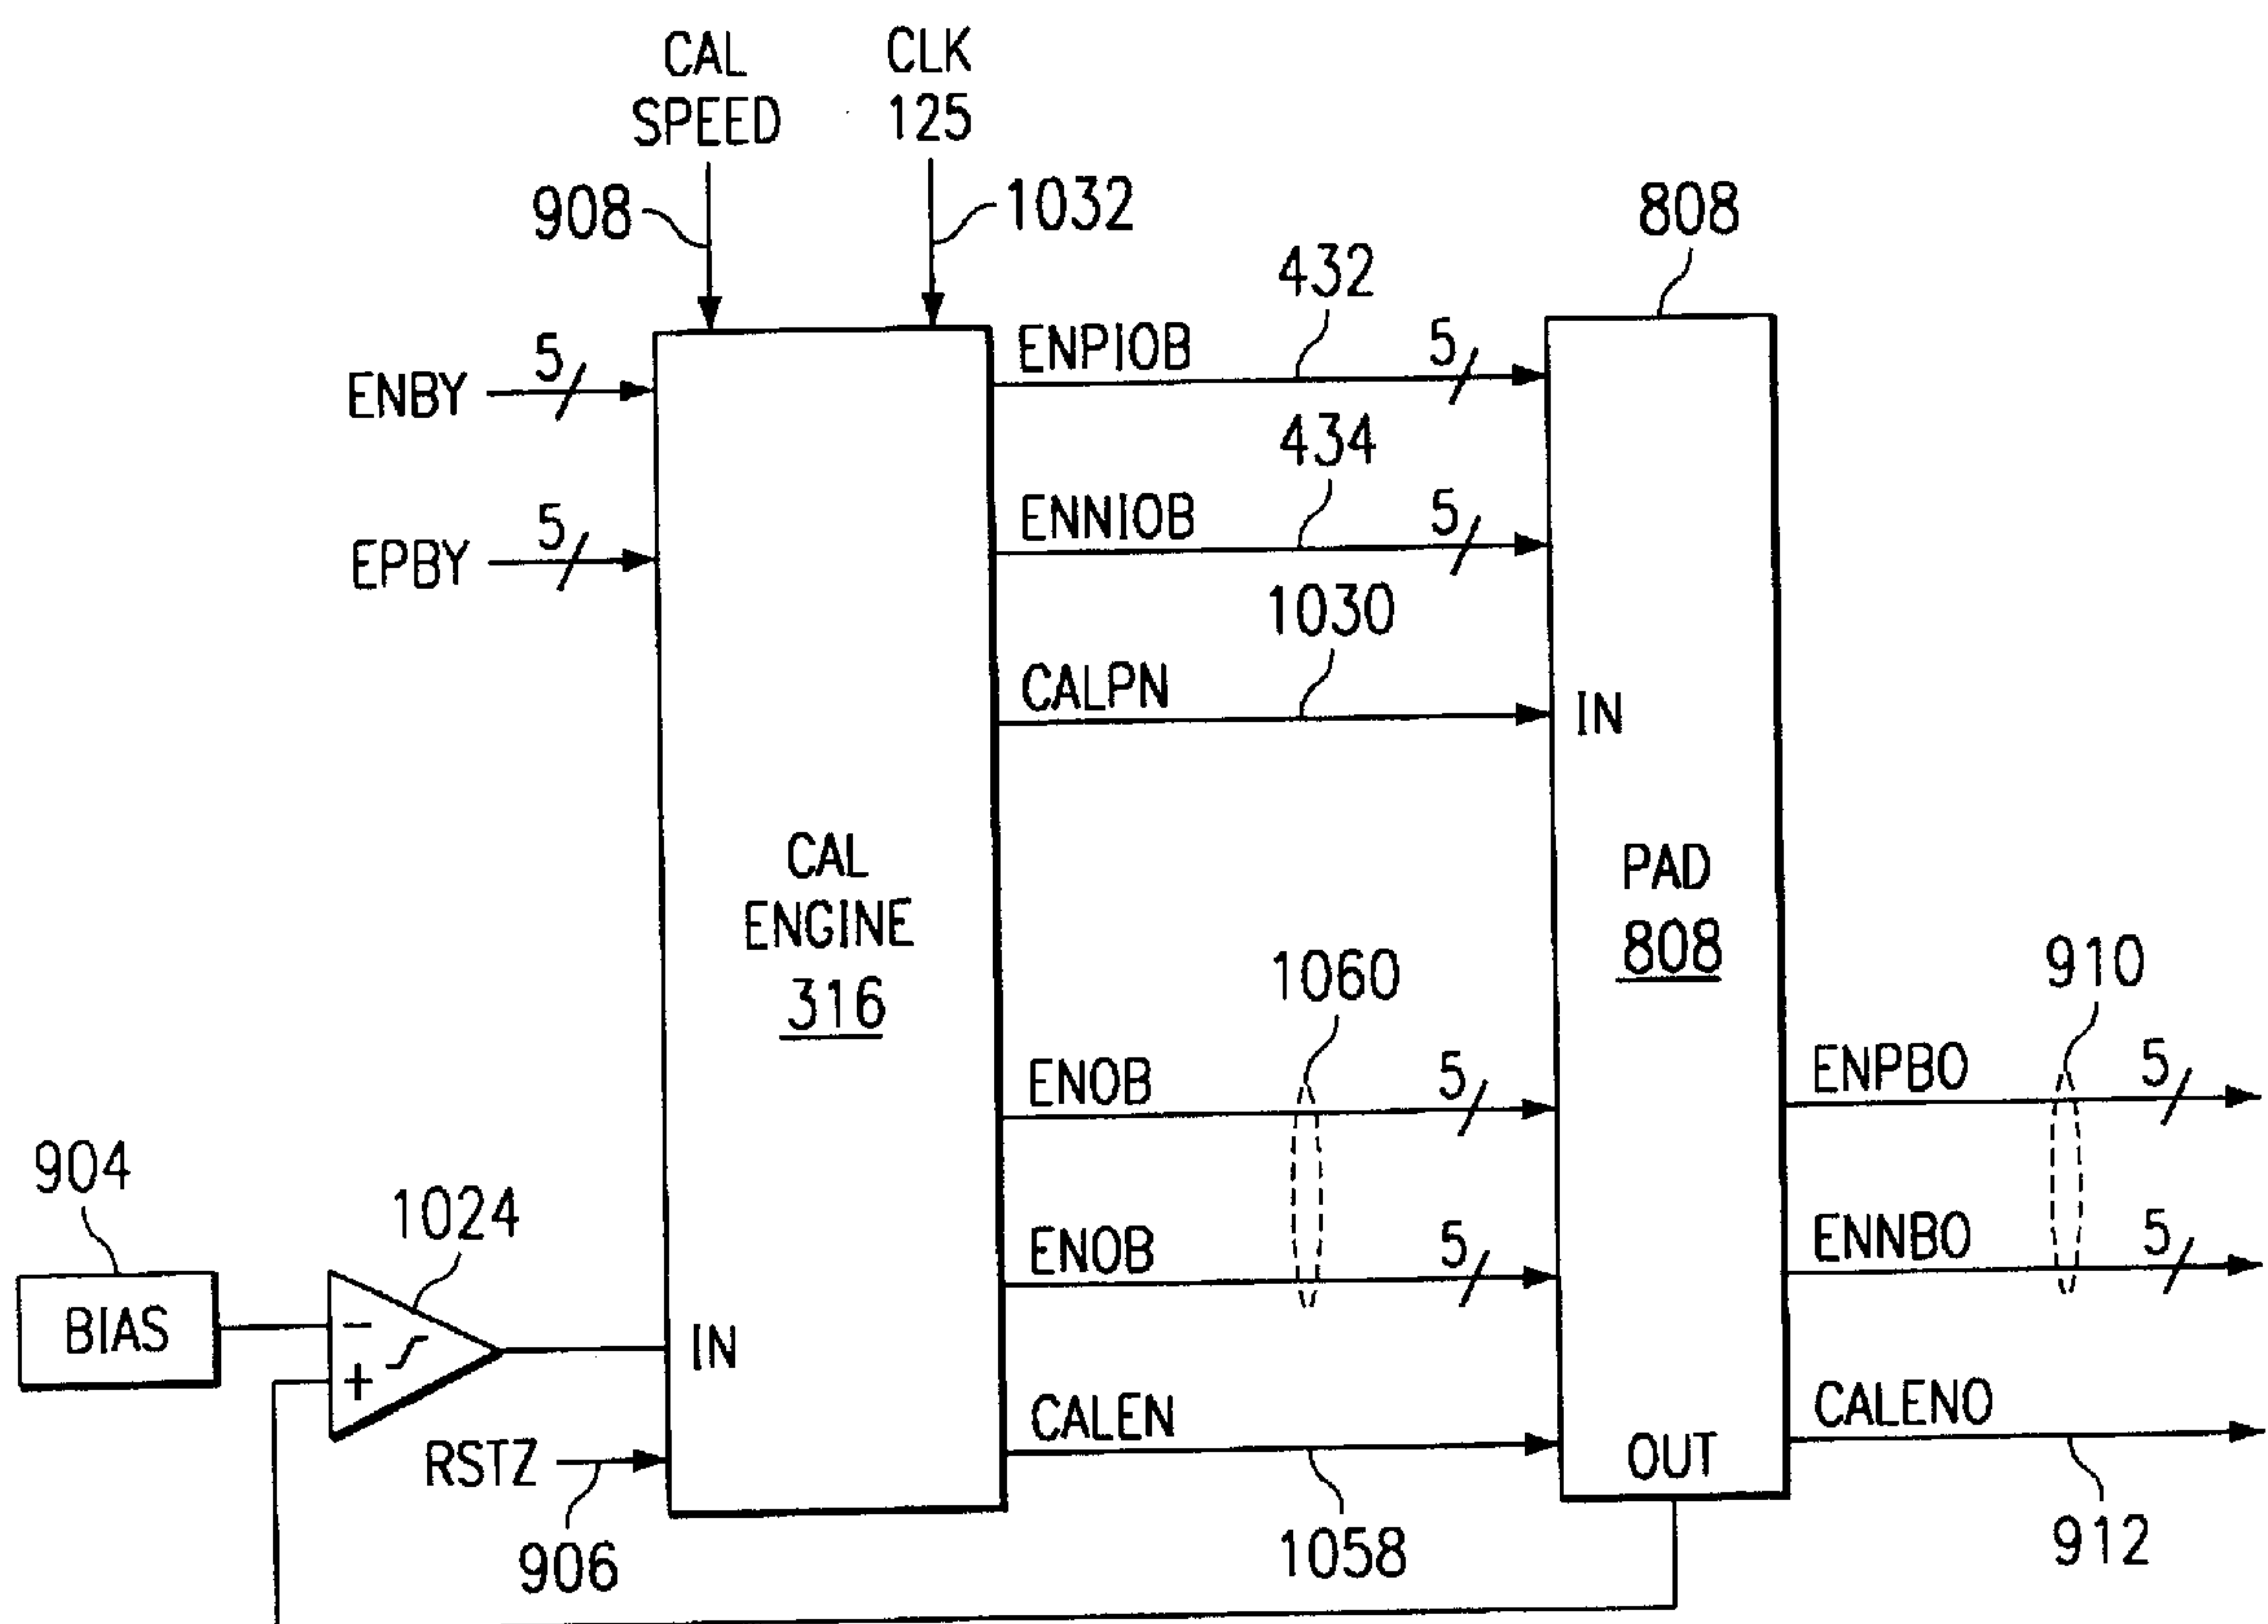 CAL
SPEED
CLK
125
908
1032
432
808
ENBY
5
ENPIOB
5
434
EPBY
5
ENNIOB
5
1030
CALPN
IN
CAL
ENGINE
316
PAD
808
1060
910
ENOB
5
ENPBO
5
904
1024
ENOB
5
ENNBO
5
BIAS
-
+
IN
RSTZ
CALEN
OUT
CALENO
906
1058
912